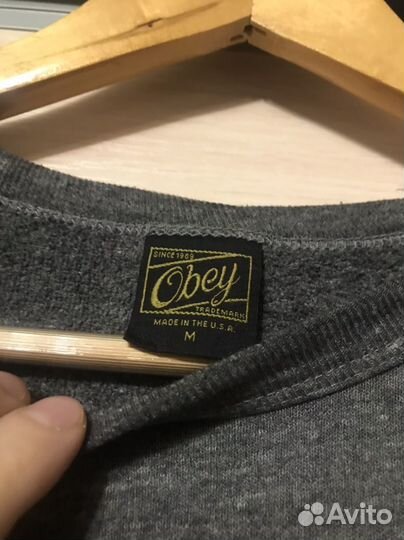 SINCE 1989
Obey
TRADEMARK
MADE IN THE U.S.A.
M
Avito